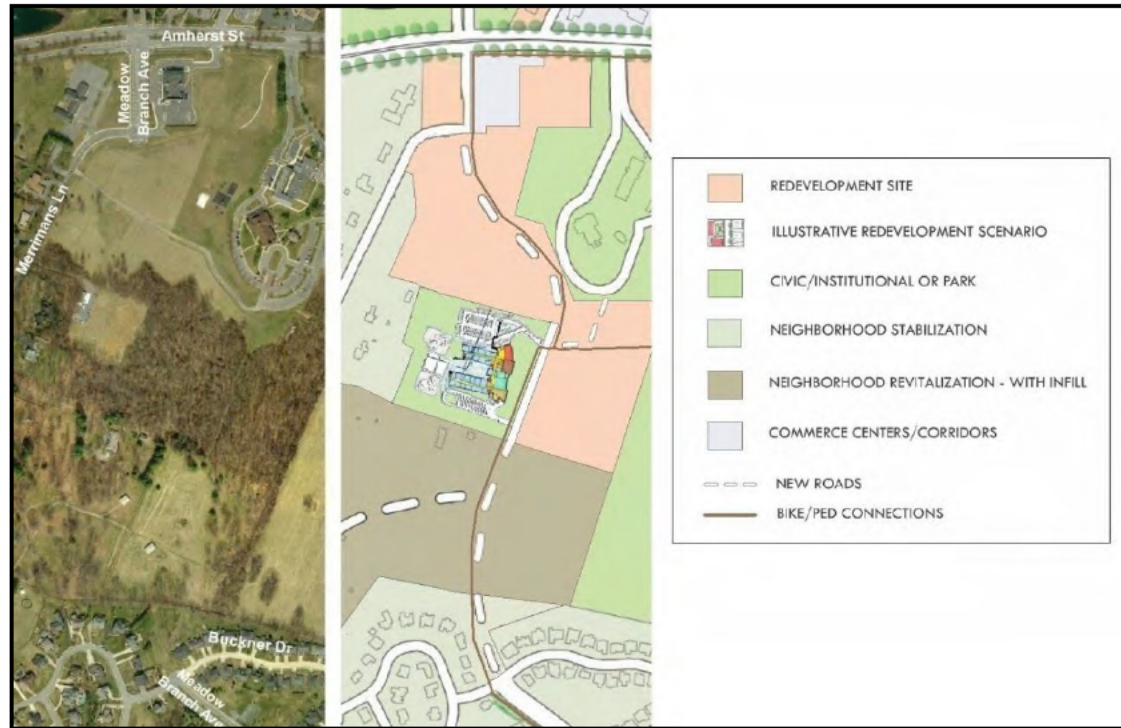 Amherst St
Meadow
Branch Ave
Merrimans Ln
Buckner Dr
Meadow
Branch Ave
REDEVELOPMENT SITE
ILLUSTRATIVE REDEVELOPMENT SCENARIO
CIVIC/INSTITUTIONAL OR PARK
NEIGHBORHOOD STABILIZATION
NEIGHBORHOOD REVITALIZATION - WITH INFILL
COMMERCE CENTERS/CORRIDORS
NEW ROADS
BIKE/PED CONNECTIONS